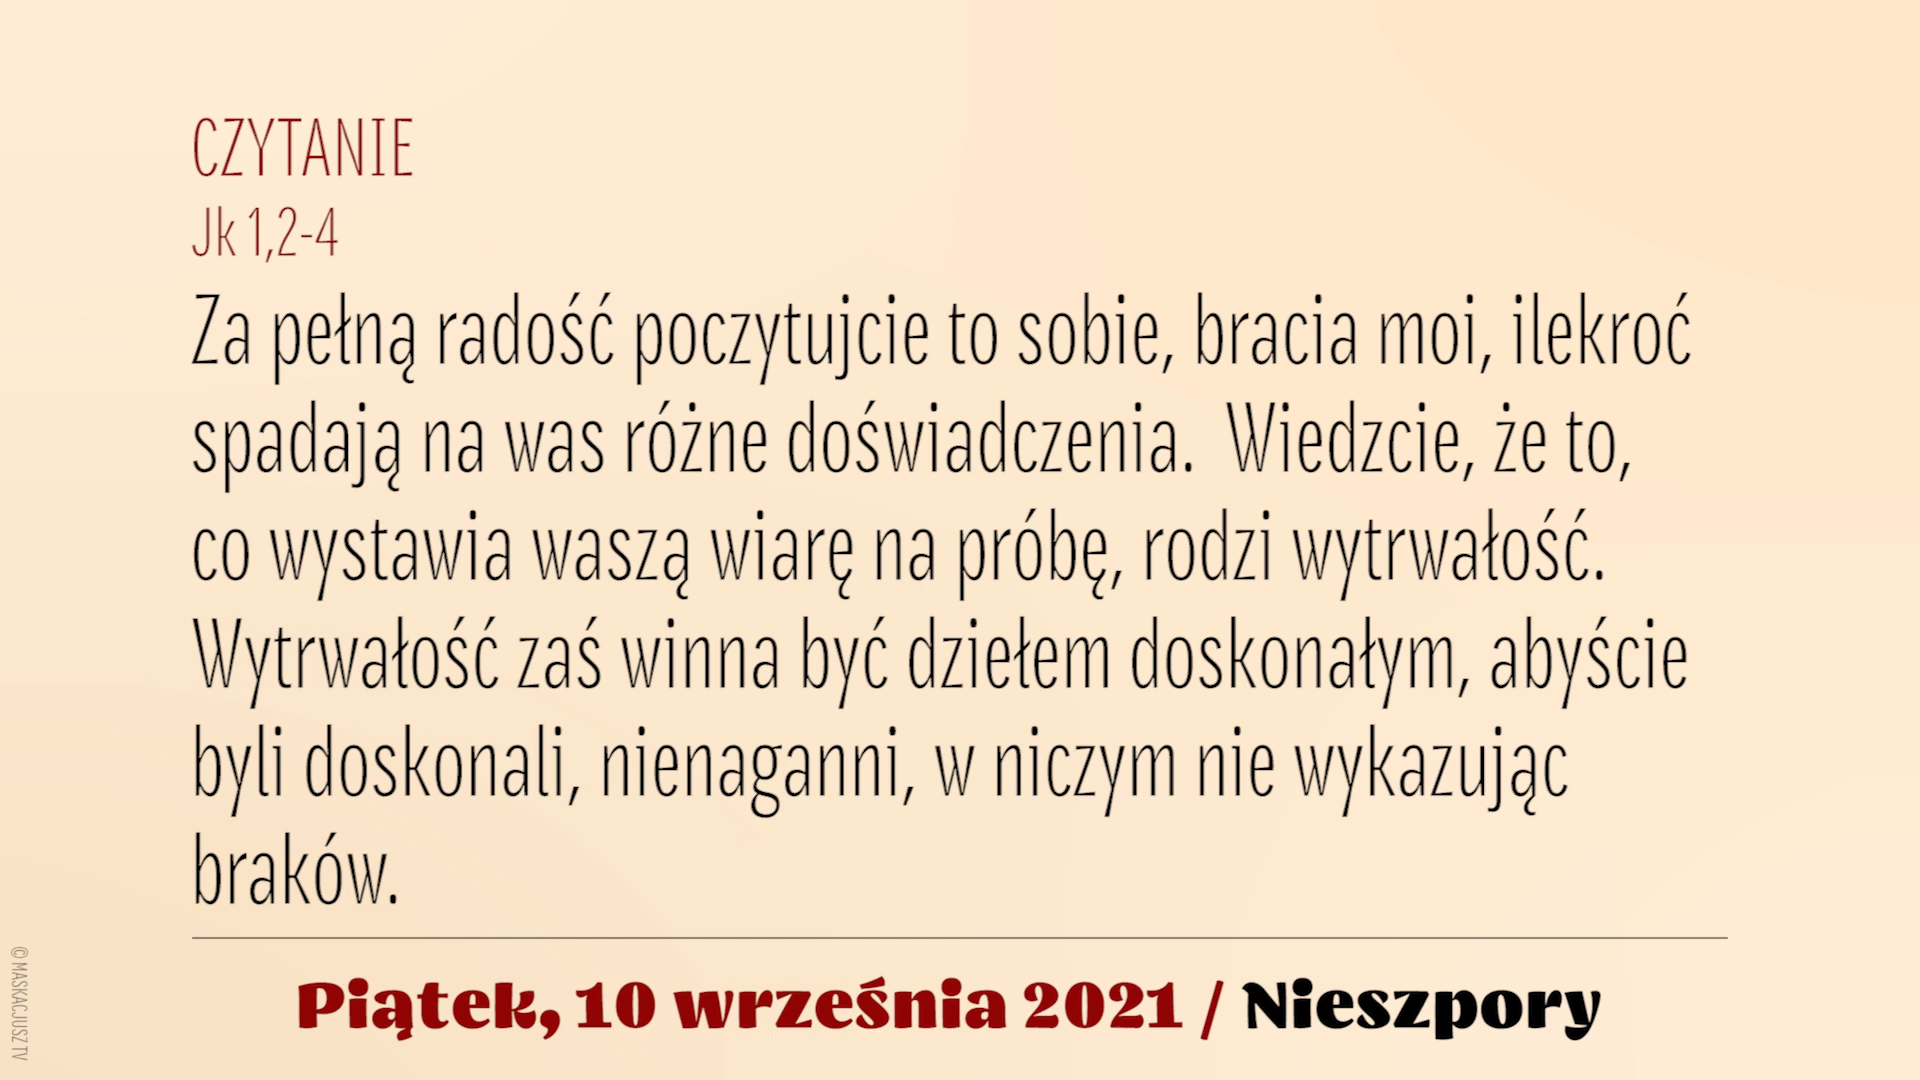 CZYTANIE
Jk 1,2-4
Za pełną radość poczytujcie to sobie, bracia moi, ilekroć
spadają na was różne doświadczenia.  Wiedzcie, że to,
co wystawia waszą wiarę na próbę, rodzi wytrwałość.
Wytrwałość zaś winna być dziełem doskonałym, abyście
byli doskonali, nienaganni, w niczym nie wykazując
braków.
Piątek, 10 września 2021 / Nieszpory
© MASKACJUSZ TV